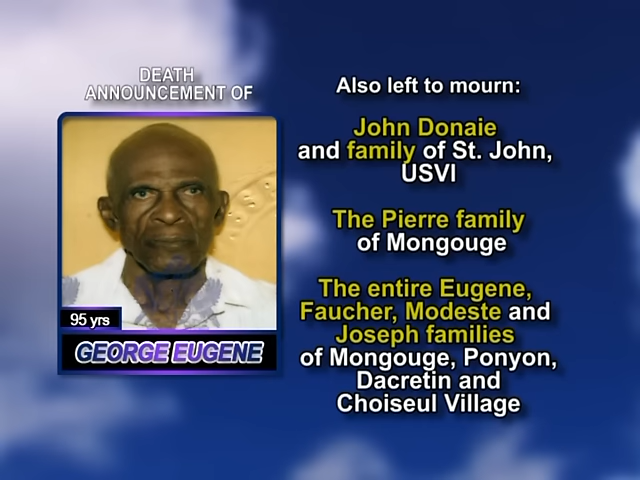 DEATH
ANNOUNCEMENT OF
95 yrs
GEORGE EUGENE
Also left to mourn:
John Donaie
and family of St. John,
USVI
The Pierre family
of Mongouge
The entire Eugene,
Faucher, Modeste and
Joseph families
of Mongouge, Ponyon,
Dacretin and
Choiseul Village